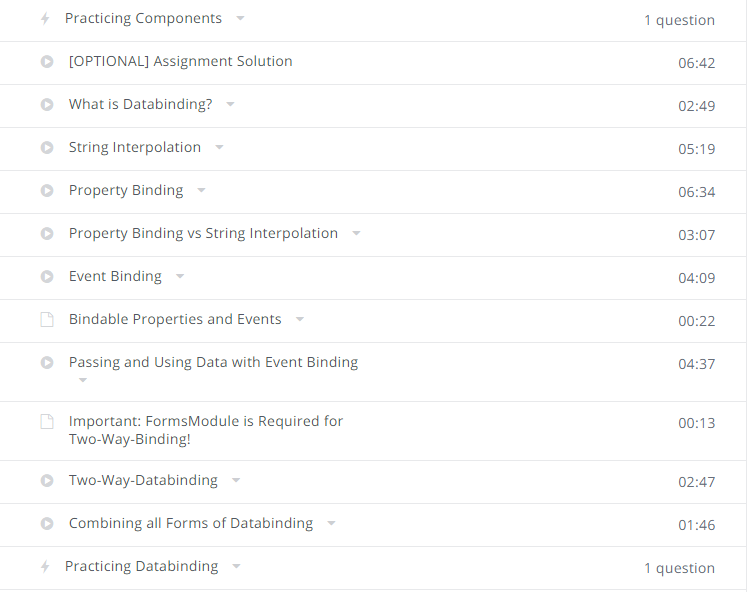 Practicing Components 1 question
[OPTIONAL] Assignment Solution 06:42
What is Databinding? 02:49
String Interpolation 05:19
Property Binding 06:34
Property Binding vs String Interpolation 03:07
Event Binding 04:09
Bindable Properties and Events 00:22
Passing and Using Data with Event Binding 04:37
Important: FormsModule is Required for 00:13
Two-Way-Binding!
Two-Way-Databinding 02:47
Combining all Forms of Databinding 01:46
Practicing Databinding 1 question